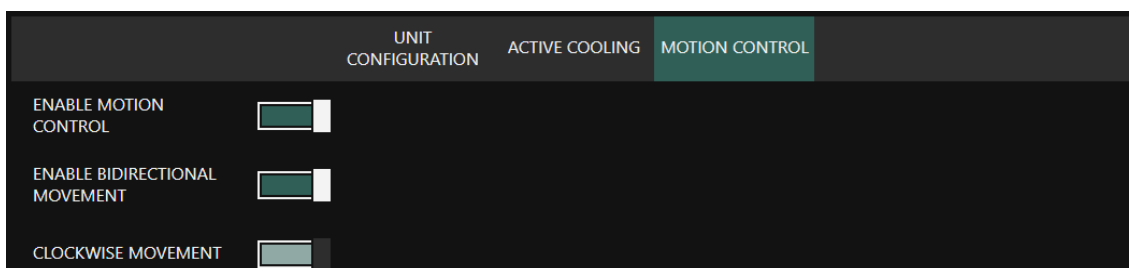 UNIT
CONFIGURATION
ACTIVE COOLING
MOTION CONTROL
ENABLE MOTION
CONTROL
ENABLE BIDIRECTIONAL
MOVEMENT
CLOCKWISE MOVEMENT